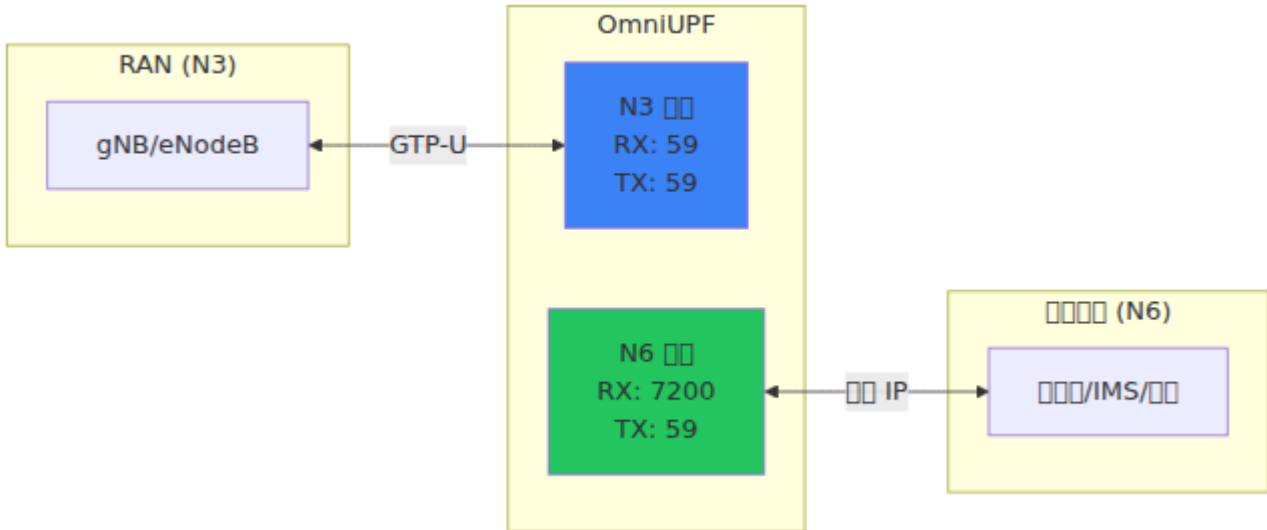 RAN (N3)
gNB/eNodeB
GTP-U
OmniUPF
N3
RX: 59
TX: 59
N6
RX: 7200
TX: 59
IP
(N6)
/IMS/